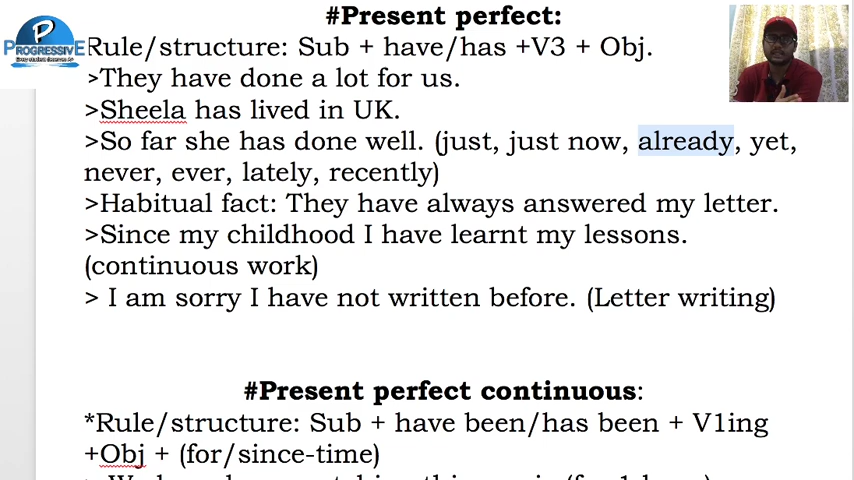 #Present perfect:
P
PROGRESSIVE
Rule/structure: Sub + have/has +V3 + Obj.
>They have done a lot for us.
>Sheela has lived in UK.
>So far she has done well. (just, just now, already, yet,
never, ever, lately, recently)
>Habitual fact: They have always answered my letter.
>Since my childhood I have learnt my lessons.
(continuous work)
> I am sorry I have not written before. (Letter writing)
#Present perfect continuous:
*Rule/structure: Sub + have been/has been + V1ing
+Obj + (for/since-time)